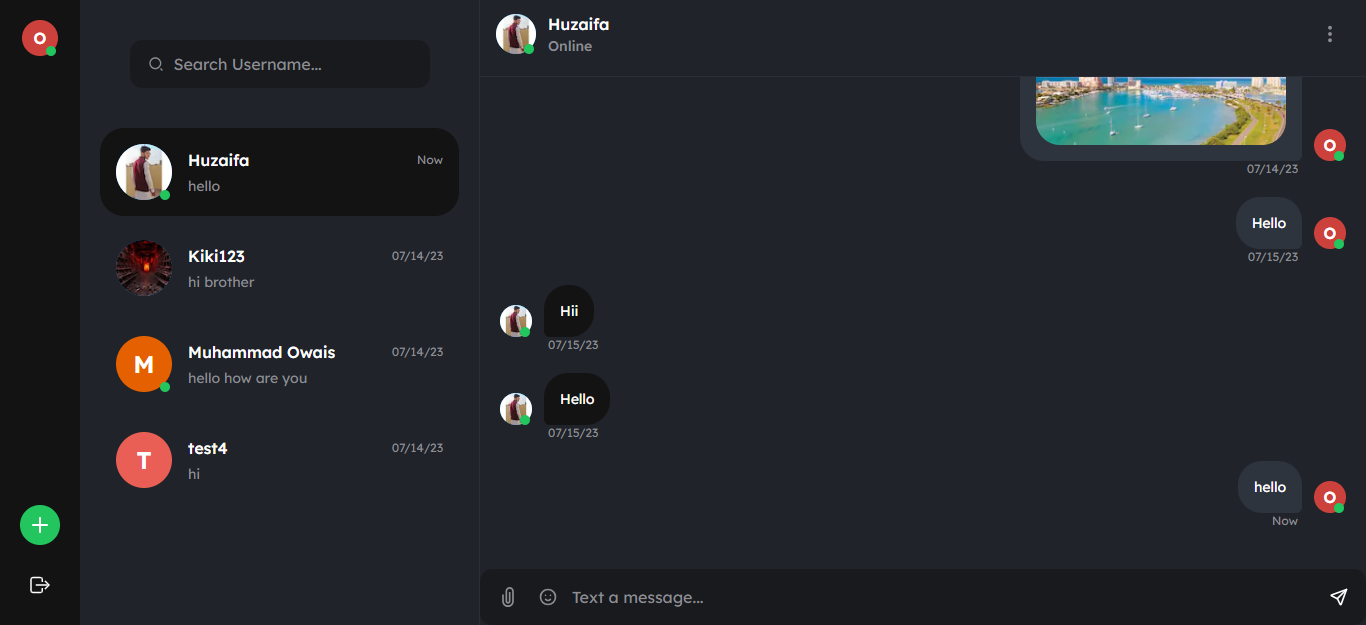 O
Search Username...
Huzaifa
Now
hello
Kiki123
07/14/23
hi brother
M
Muhammad Owais
07/14/23
hello how are you
T
test4
07/14/23
hi
Huzaifa
Online
O
07/14/23
Hello
O
07/15/23
Hii
07/15/23
Hello
07/15/23
hello
O
Now
Text a message...